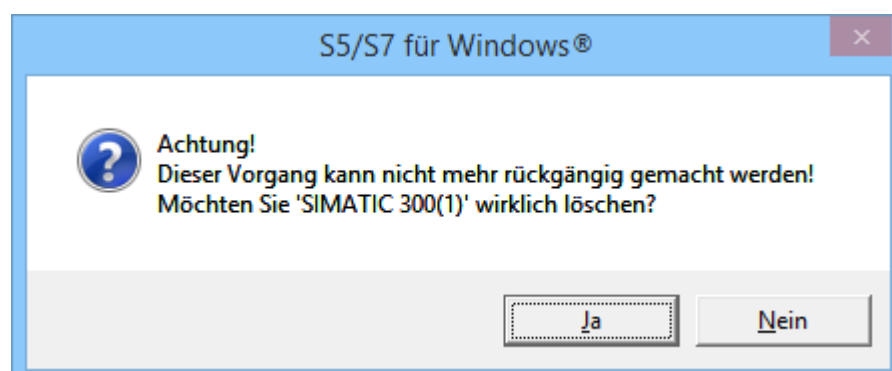 S5/S7 für Windows®
Achtung!
Dieser Vorgang kann nicht mehr rückgängig gemacht werden!
Möchten Sie 'SIMATIC 300(1)' wirklich löschen?
Ja
Nein